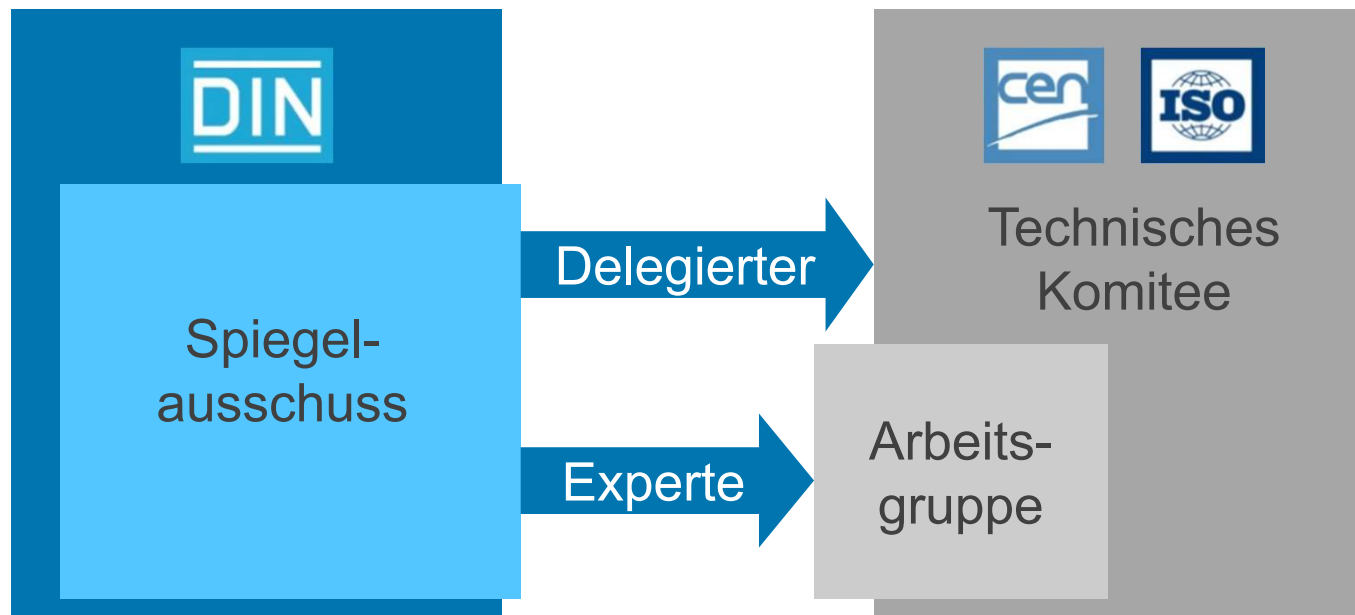 DIN
cen
ISO
Technisches
Komitee
Delegierter
Spiegel-
ausschuss
Arbeits-
gruppe
Experte